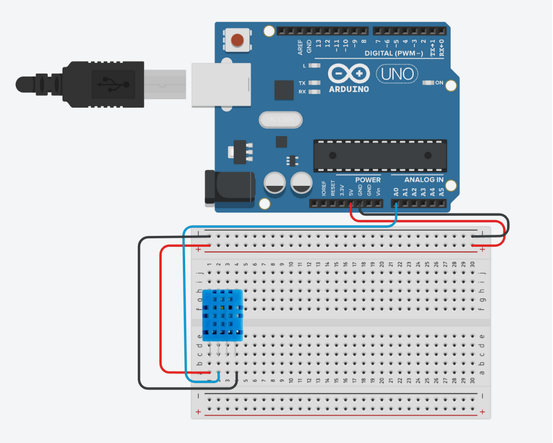 AREF
GND
13
12
~11
~10
~9
8
7
~6
~5
4
~3
2
TX→1
RX←0
DIGITAL (PWM ~)
L
TX
RX
UNO
ON
ARDUINO
POWER
ANALOG IN
IOREF
RESET
3.3V
5V
GND
GND
Vin
A0
A1
A2
A3
A4
A5